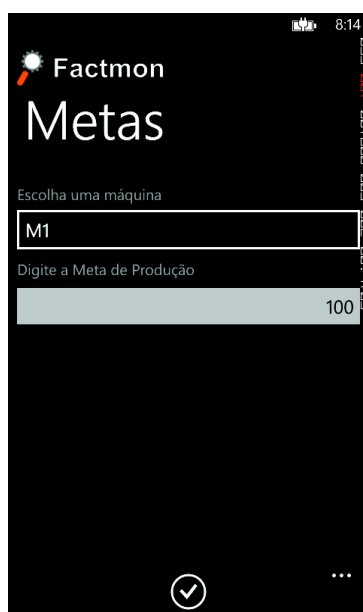 8:14
Factmon
Metas
Escolha uma máquina
M1
Digite a Meta de Produção
100
...